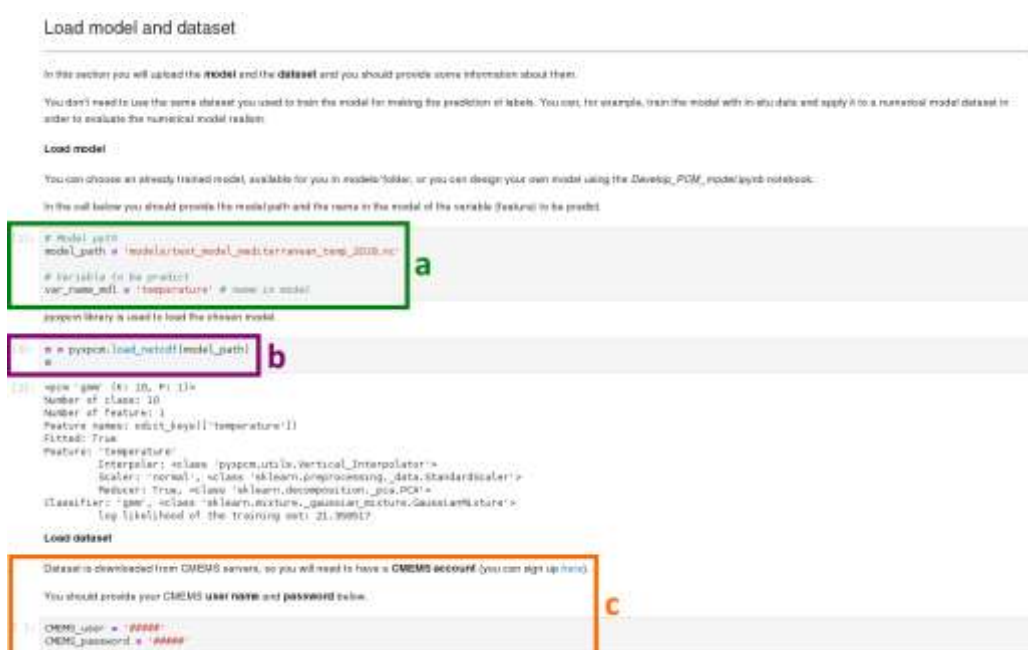 Load model and dataset
In this section you will upload the model and the dataset and you should provide some information about them.
You don't need to use the same dataset you used to train the model for making the prediction of labels. You can, for example, train the model with in-situ data and apply it to a numerical model dataset in
order to evaluate the numerical model realism.
Load model
You can choose an already trained model, available for you in models/ folder, or you can design your own model using the Develop_PCM_model.ipynb notebook.
In the cell below you should provide the model path and the name in the model of the variable (feature) to be predict.
# Model path
model_path = 'models/test_model_mediterranean_temp_2018.nc'
a
# Variable to be predict
var_name_mdl = 'temperature' # name in model
pyxpcm library is used to load the chosen model.
m = pyxpcm.load_netcdf(model_path)
m
b
<pcm 'gmm' (K: 10, F: 1)>
Number of class: 10
Number of feature: 1
Feature names: odict_keys(['temperature'])
Fitted: True
Feature: 'temperature'
Interpoler: <class 'pyxpcm.utils.Vertical_Interpolator'>
Scaler: 'normal', <class 'sklearn.preprocessing._data.StandardScaler'>
Reducer: True, <class 'sklearn.decomposition._pca.PCA'>
Classifier: 'gmm', <class 'sklearn.mixture._gaussian_mixture.GaussianMixture'>
log likelihood of the training set:
Load dataset
Dataset is downloaded from CMEMS servers, so you will need to have a CMEMS account (you can sign up here).
You should provide your CMEMS user name and password below.
c
CMEMS_user = '#####'
CMEMS_password = '#####'